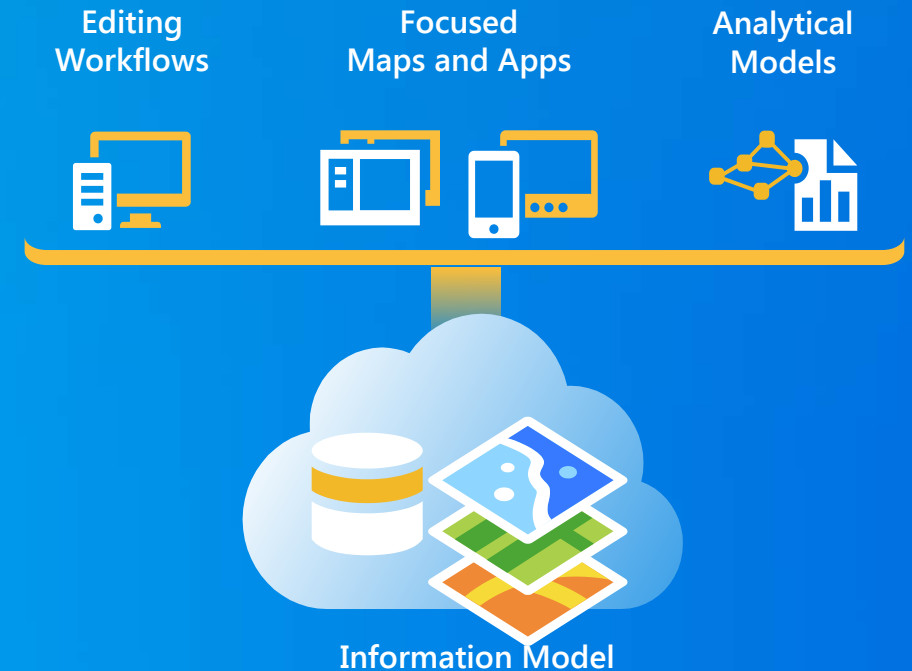 Editing
Workflows
Focused
Maps and Apps
Analytical
Models
Information Model